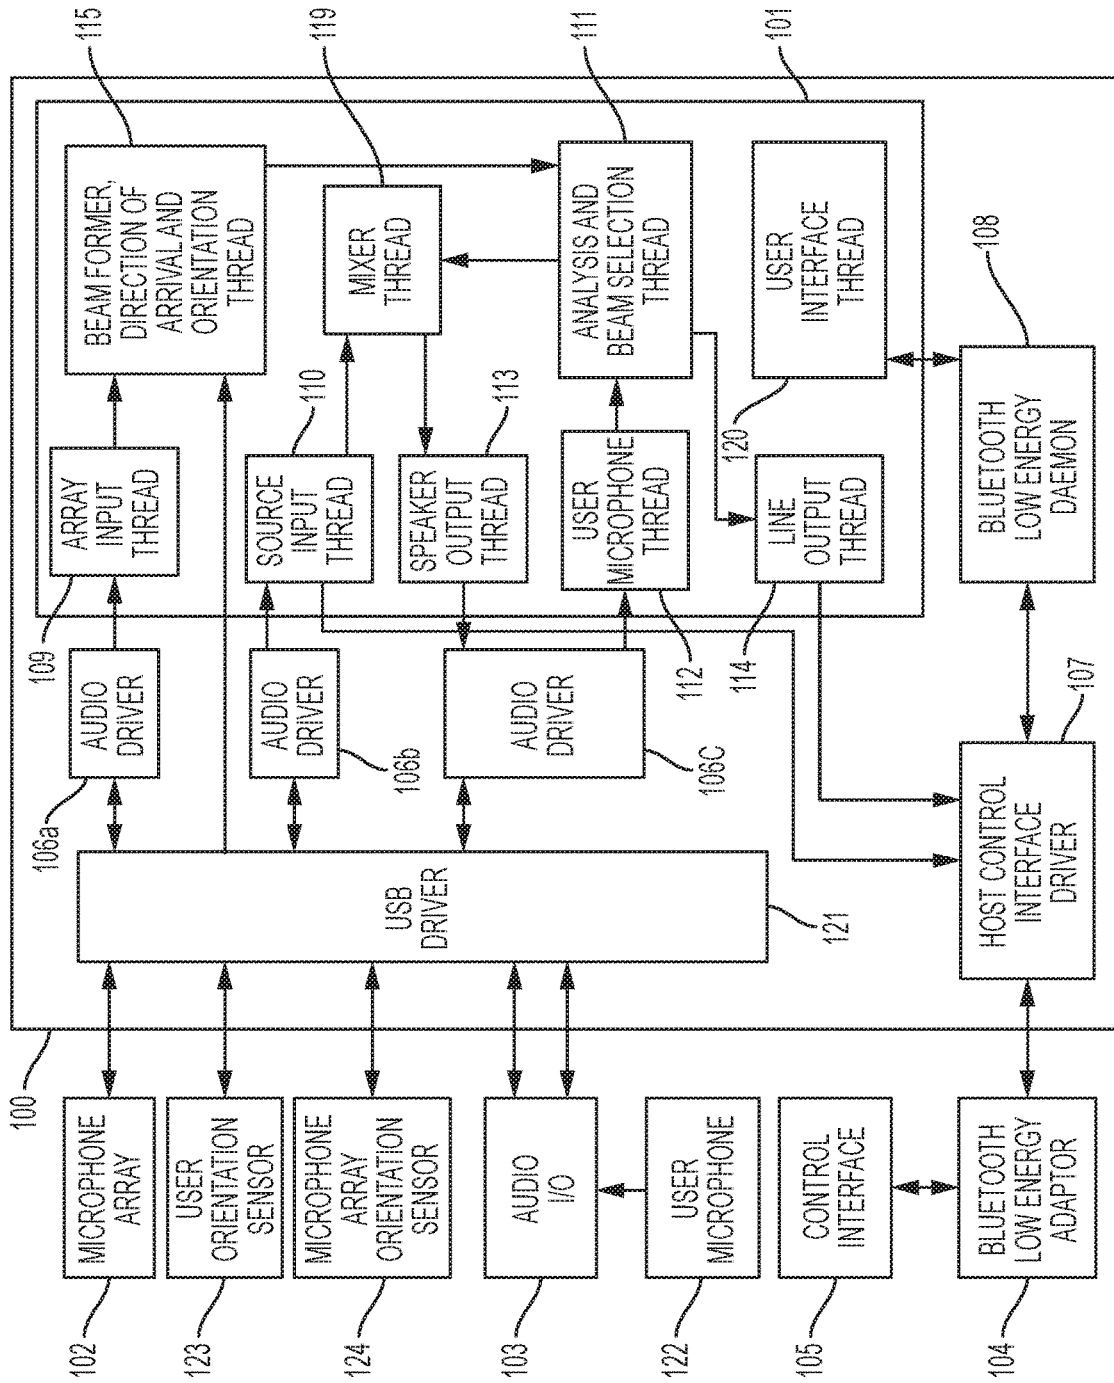 102
MICROPHONE
ARRAY
123
USER
ORIENTATION
SENSOR
124
MICROPHONE
ARRAY
ORIENTATION
SENSOR
103
AUDIO
I/O
122
USER
MICROPHONE
105
CONTROL
INTERFACE
104
BLUETOOTH
LOW ENERGY
ADAPTOR
100
USB
DRIVER
121
106a
AUDIO
DRIVER
AUDIO
DRIVER
106b
AUDIO
DRIVER
106C
HOST CONTROL
INTERFACE
DRIVER
107
109
ARRAY
INPUT
THREAD
SOURCE
INPUT
THREAD
110
SPEAKER
OUTPUT
THREAD
113
USER
MICROPHONE
THREAD
112
LINE
OUTPUT
THREAD
114
BEAM FORMER,
DIRECTION OF
ARRIVAL AND
ORIENTATION
THREAD
115
MIXER
THREAD
119
ANALYSIS AND
BEAM SELECTION
THREAD
111
USER
INTERFACE
THREAD
120
101
BLUETOOTH
LOW ENERGY
DAEMON
108